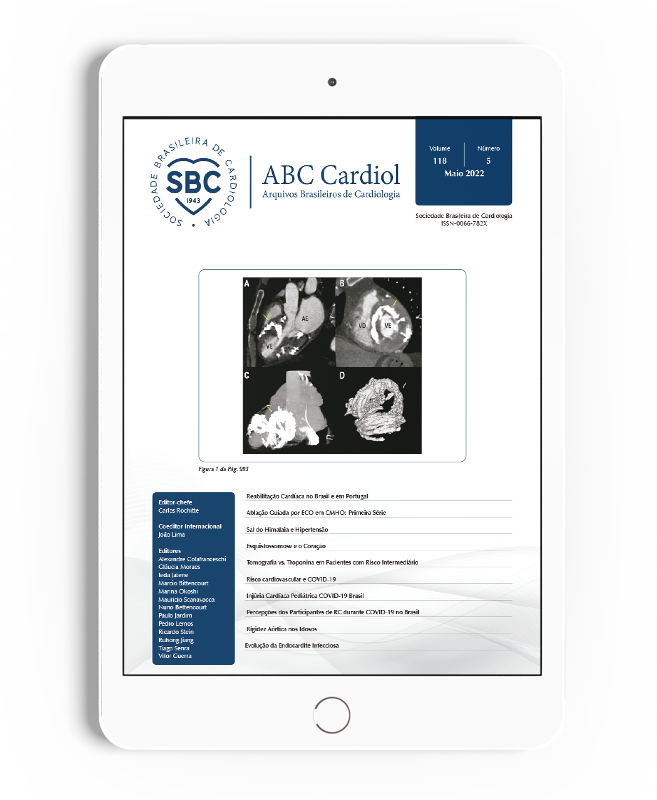 SOCIEDADE BRASILEIRA DE CARDIOLOGIA
SBC
1943
ABC Cardiol
Arquivos Brasileiros de Cardiologia
Volume
118
Número
5
Maio 2022
Sociedade Brasileira de Cardiologia
ISSN-0066-782X
A
AE
VE
B
VD
VE
C
D
Figura 1 da Pág. 993
Editor-chefe
Carlos Rochitte
Coeditor Internacional
João Lima
Editores
Alexandre Colafranceschi
Gláucia Moraes
Ieda Jatene
Marcio Bittencourt
Marina Okoshi
Mauricio Scanavacca
Nuno Bettencourt
Paulo Jardim
Pedro Lemos
Ricardo Stein
Ruhong Jiang
Tiago Senra
Vitor Guerra
Reabilitação Cardíaca no Brasil e em Portugal
Ablação Guiada por ECO em CMHO: Primeira Série
Sal do Himalaia e Hipertensão
Esquistossomose e o Coração
Tomografia vs. Troponina em Pacientes com Risco Intermediário
Risco cardiovascular e COVID-19
Injúria Cardíaca Pediátrica COVID-19 Brasil
Percepções dos Participantes de RC durante COVID-19 no Brasil
Rigidez Aórtica nos Idosos
Evolução da Endocardite Infecciosa